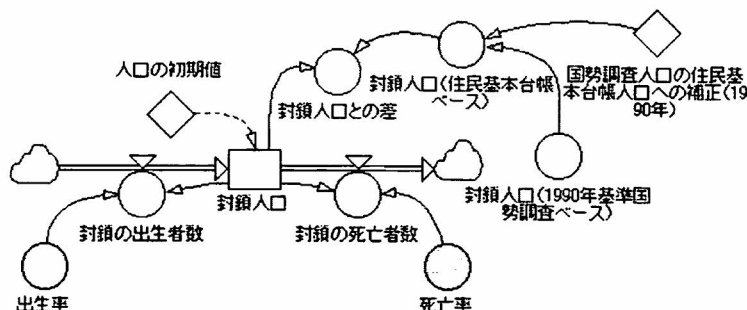 人口の初期値
封鎖人口との差
封鎖人口(住民基本台帳
ベース)
国勢調査人口の住民基
本台帳人口への補正(19
90年)
封鎖人口
封鎖の出生者数
封鎖の死亡者数
封鎖人口(1990年基準国
勢調査ベース)
出生率
死亡率